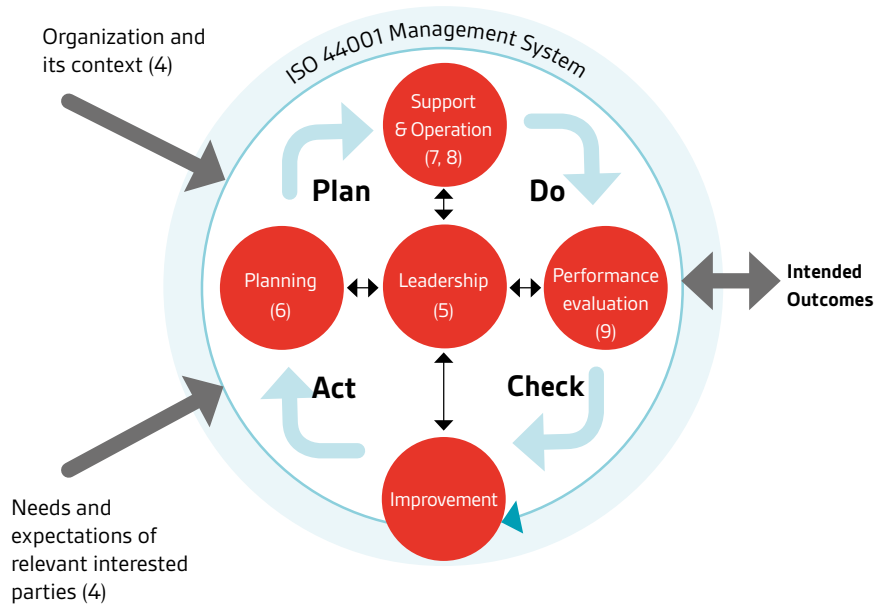 Organization and
its context (4)
ISO 44001 Management System
Support
& Operation
(7, 8)
Plan
Do
Planning
(6)
Leadership
(5)
Performance
evaluation
(9)
Intended
Outcomes
Act
Check
Improvement
Needs and
expectations of
relevant interested
parties (4)